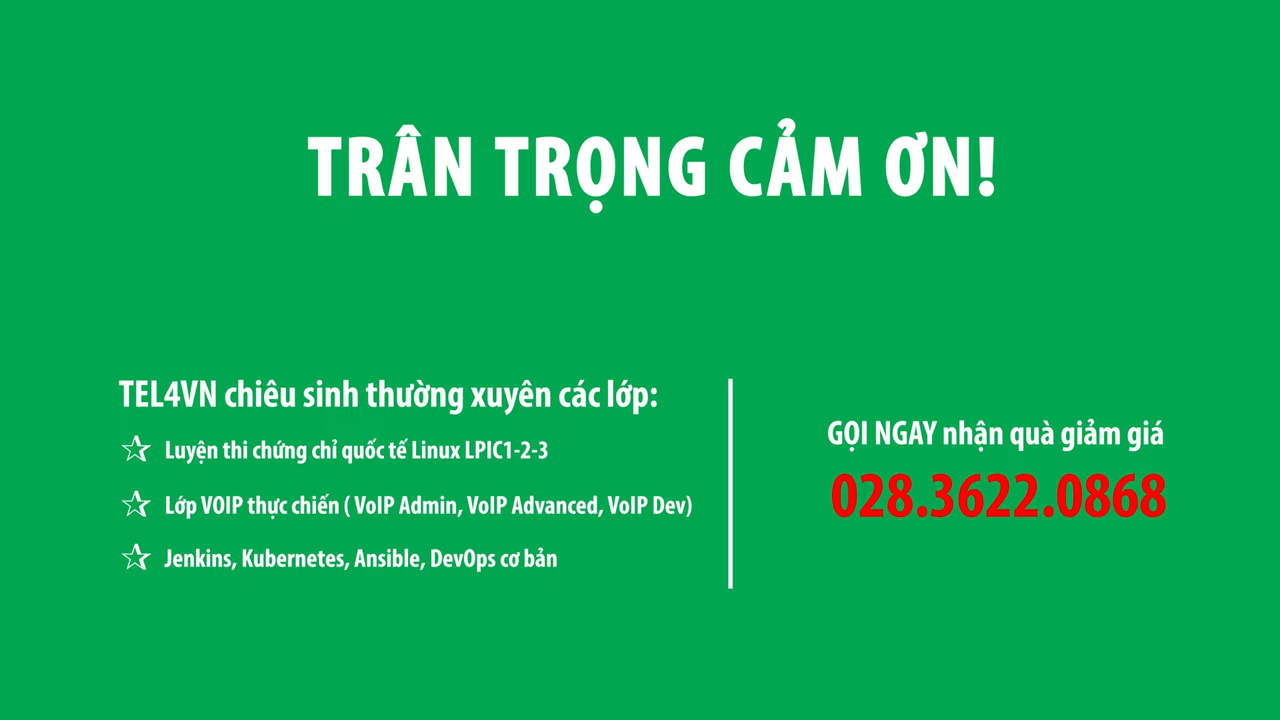 TRÂN TRỌNG CẢM ƠN!
TEL4VN chiêu sinh thường xuyên các lớp:
Luyện thi chứng chỉ quốc tế Linux LPIC1-2-3
Lớp VOIP thực chiến ( VoIP Admin, VoIP Advanced, VoIP Dev)
Jenkins, Kubernetes, Ansible, DevOps cơ bản
GỌI NGAY nhận quà giảm giá
028.3622.0868